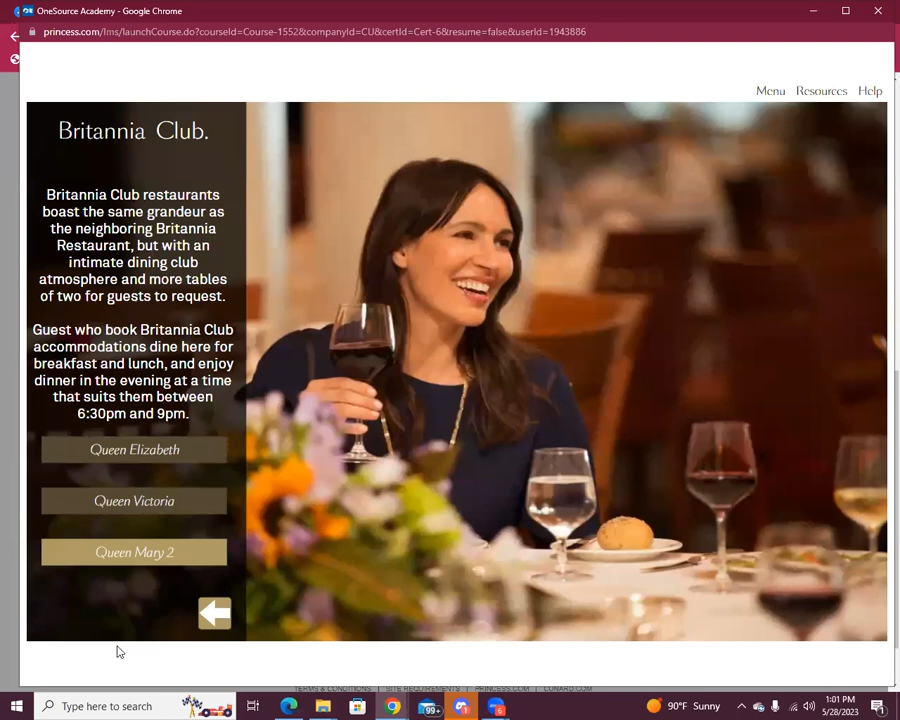 OneSource Academy - Google Chrome
princess.com/lms/launchCourse.do?courseId=Course-1552&companyId=CU&certId=Cert-6&resume=false&userId=1943886
Menu Resources Help
Britannia Club.
Britannia Club restaurants
boast the same grandeur as
the neighboring Britannia
Restaurant, but with an
intimate dining club
atmosphere and more tables
of two for guests to request.
Guest who book Britannia Club
accommodations dine here for
breakfast and lunch, and enjoy
dinner in the evening at a time
that suits them between
6:30pm and 9pm.
Queen Elizabeth
Queen Victoria
Queen Mary 2
TERMS & CONDITIONS | SITE REQUIREMENTS | PRINCESS.COM | CUNARD.COM
Type here to search
99+
1
6
90°F Sunny
1:01 PM
5/28/2023
1